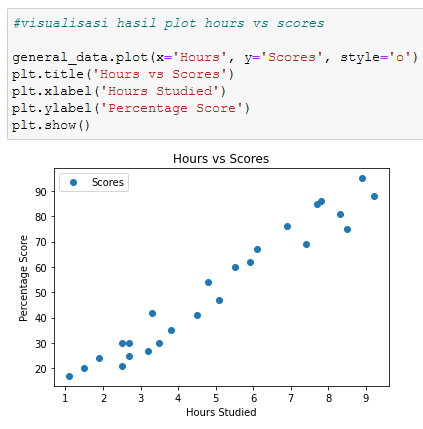 #visualisasi hasil plot hours vs scores
general_data.plot(x='Hours', y='Scores', style='o')
plt.title('Hours vs Scores')
plt.xlabel('Hours Studied')
plt.ylabel('Percentage Score')
plt.show()
Hours vs Scores
Scores
90
80
70
60
50
40
30
20
Percentage Score
1 2 3 4 5 6 7 8 9
Hours Studied